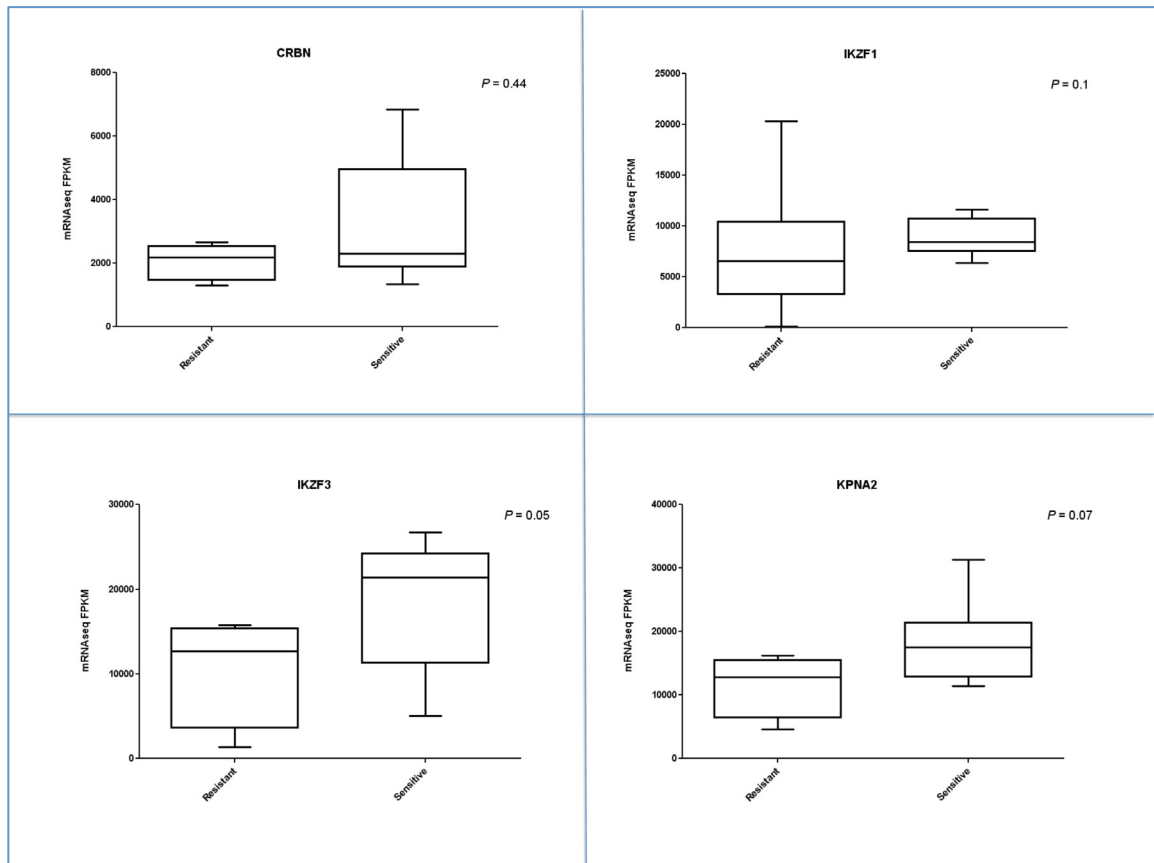 CRBN
P = 0.44
8000
6000
4000
2000
0
mRNAseq FPKM
Resistant
Sensitive
IKZF1
P = 0.1
25000
20000
15000
10000
5000
0
mRNAseq FPKM
Resistant
Sensitive
IKZF3
P = 0.05
30000
20000
10000
0
mRNAseq FPKM
Resistant
Sensitive
KPNA2
P = 0.07
40000
30000
20000
10000
0
mRNAseq FPKM
Resistant
Sensitive